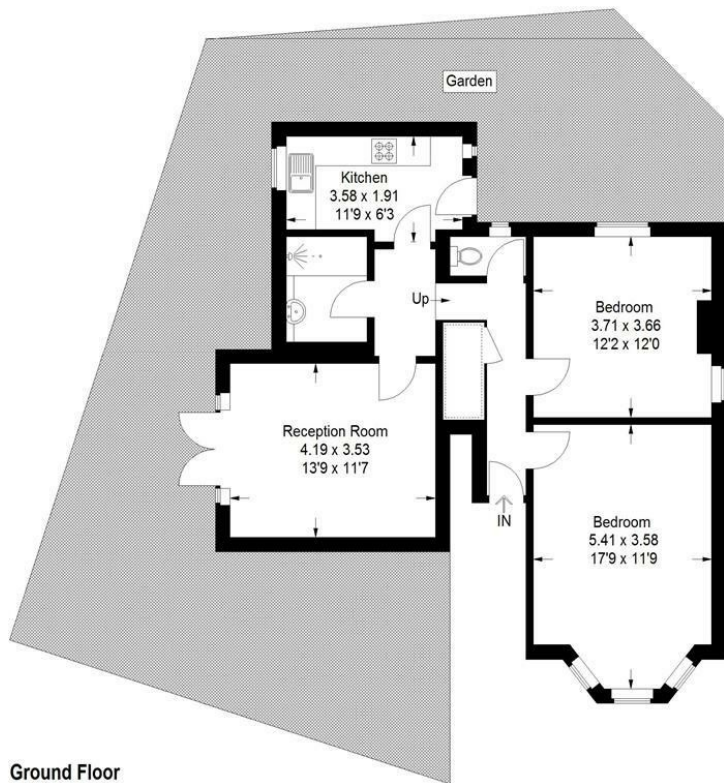 Garden
Kitchen
3.58 x 1.91
11'9 x 6'3
Up
Bedroom
3.71 x 3.66
12'2 x 12'0
Reception Room
4.19 x 3.53
13'9 x 11'7
IN
Bedroom
5.41 x 3.58
17'9 x 11'9
Ground Floor